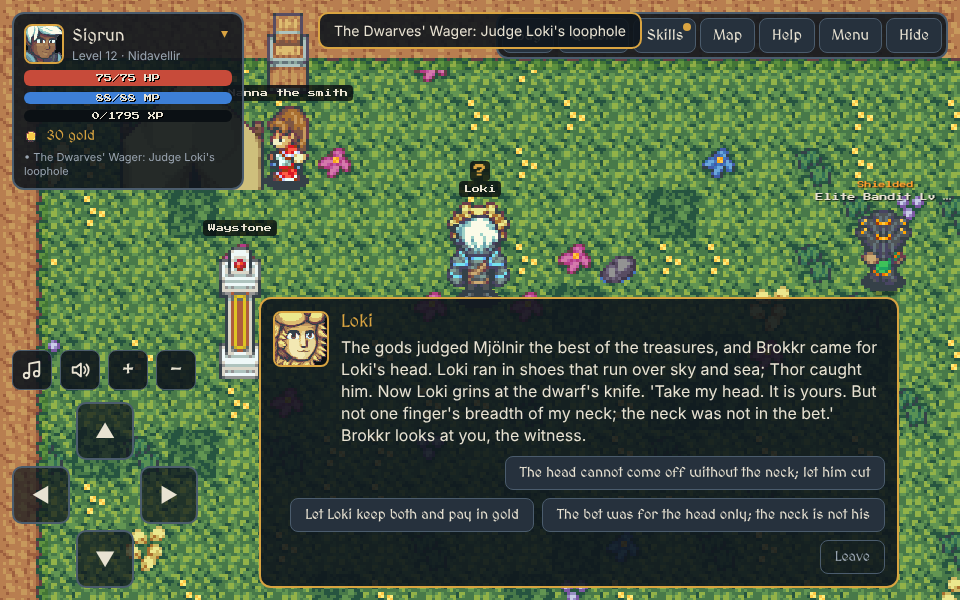 Sigrun
Level 12 · Nidavellir
75/75 HP
88/88 MP
0/1795 XP
30 gold
• The Dwarves' Wager: Judge Loki's
loophole
The Dwarves' Wager: Judge Loki's loophole
Skills
Map
Help
Menu
Hide
the smith
?
Loki
Waystone
Shielded
Elite Bandit Lv …
Loki
The gods judged Mjölnir the best of the treasures, and Brokkr came for
Loki's head. Loki ran in shoes that run over sky and sea; Thor caught
him. Now Loki grins at the dwarf's knife. 'Take my head. It is yours. But
not one finger's breadth of my neck; the neck was not in the bet.'
Brokkr looks at you, the witness.
The head cannot come off without the neck; let him cut
Let Loki keep both and pay in gold
The bet was for the head only; the neck is not his
Leave